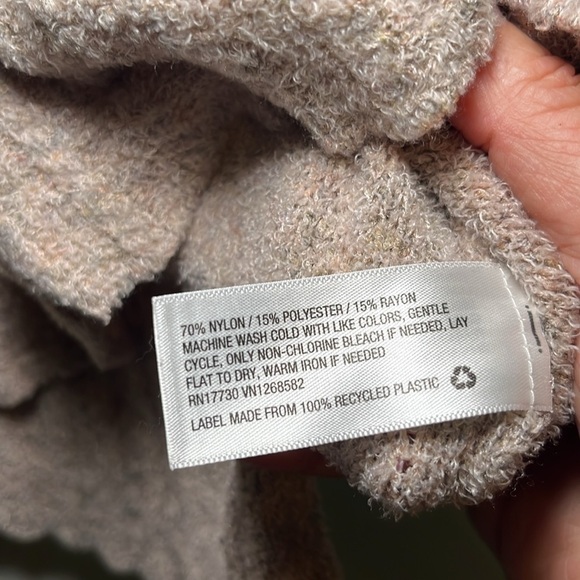 70% NYLON / 15% POLYESTER / 15% RAYON
MACHINE WASH COLD WITH LIKE COLORS, GENTLE
CYCLE, ONLY NON-CHLORINE BLEACH IF NEEDED, LAY
FLAT TO DRY, WARM IRON IF NEEDED
RN17730 VN1268582
LABEL MADE FROM 100% RECYCLED PLASTIC